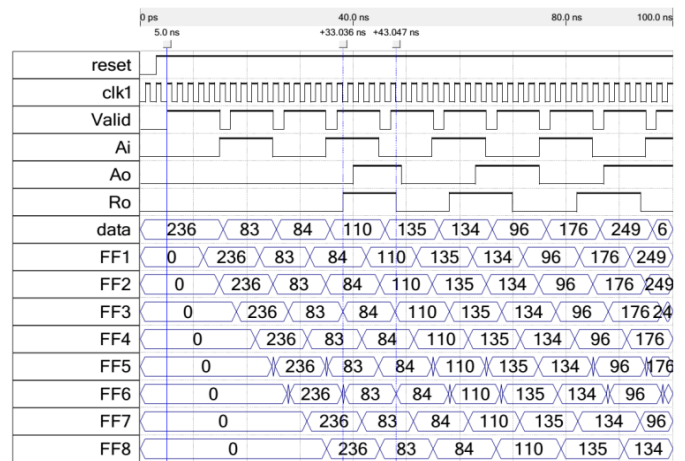 0 ps 40.0 ns 80.0 ns 100.0 ns
5.0 ns +33.036 ns +43.047 ns
reset
clk1
Valid
Ai
Ao
Ro
data 236 83 84 110 135 134 96 176 249 6
FF1 0 236 83 84 110 135 134 96 176 249
FF2 0 236 83 84 110 135 134 96 176 249
FF3 0 236 83 84 110 135 134 96 176 24
FF4 0 236 83 84 110 135 134 96 176
FF5 0 236 83 84 110 135 134 96 176
FF6 0 236 83 84 110 135 134 96
FF7 0 236 83 84 110 135 134 96
FF8 0 236 83 84 110 135 134